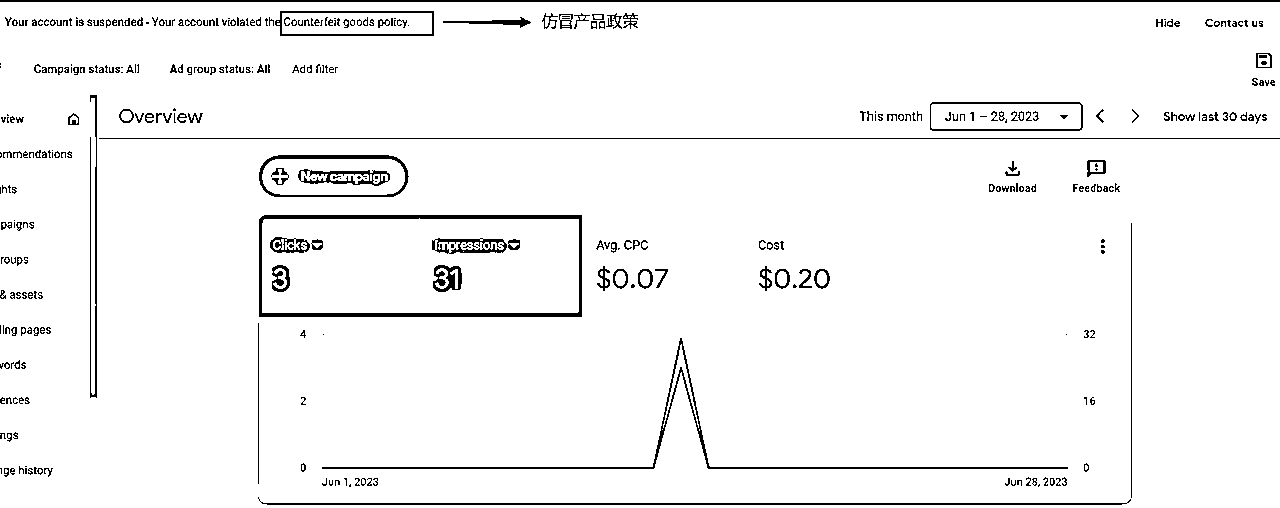 Your account is suspended - Your account violated the Counterfeit goods policy. 仿冒产品政策 Hide Contact us
Campaign status: All Ad group status: All Add filter
Save
view
Overview
This month Jun 1 – 28, 2023 Show last 30 days
ommendations
ghts
paigns
roups
& assets
ling pages
words
ences
ngs
nge history
New campaign
Download Feedback
Clicks Impressions Avg. CPC Cost
3 31 $0.07 $0.20
4 32
2 16
0 0
Jun 1, 2023 Jun 28, 2023